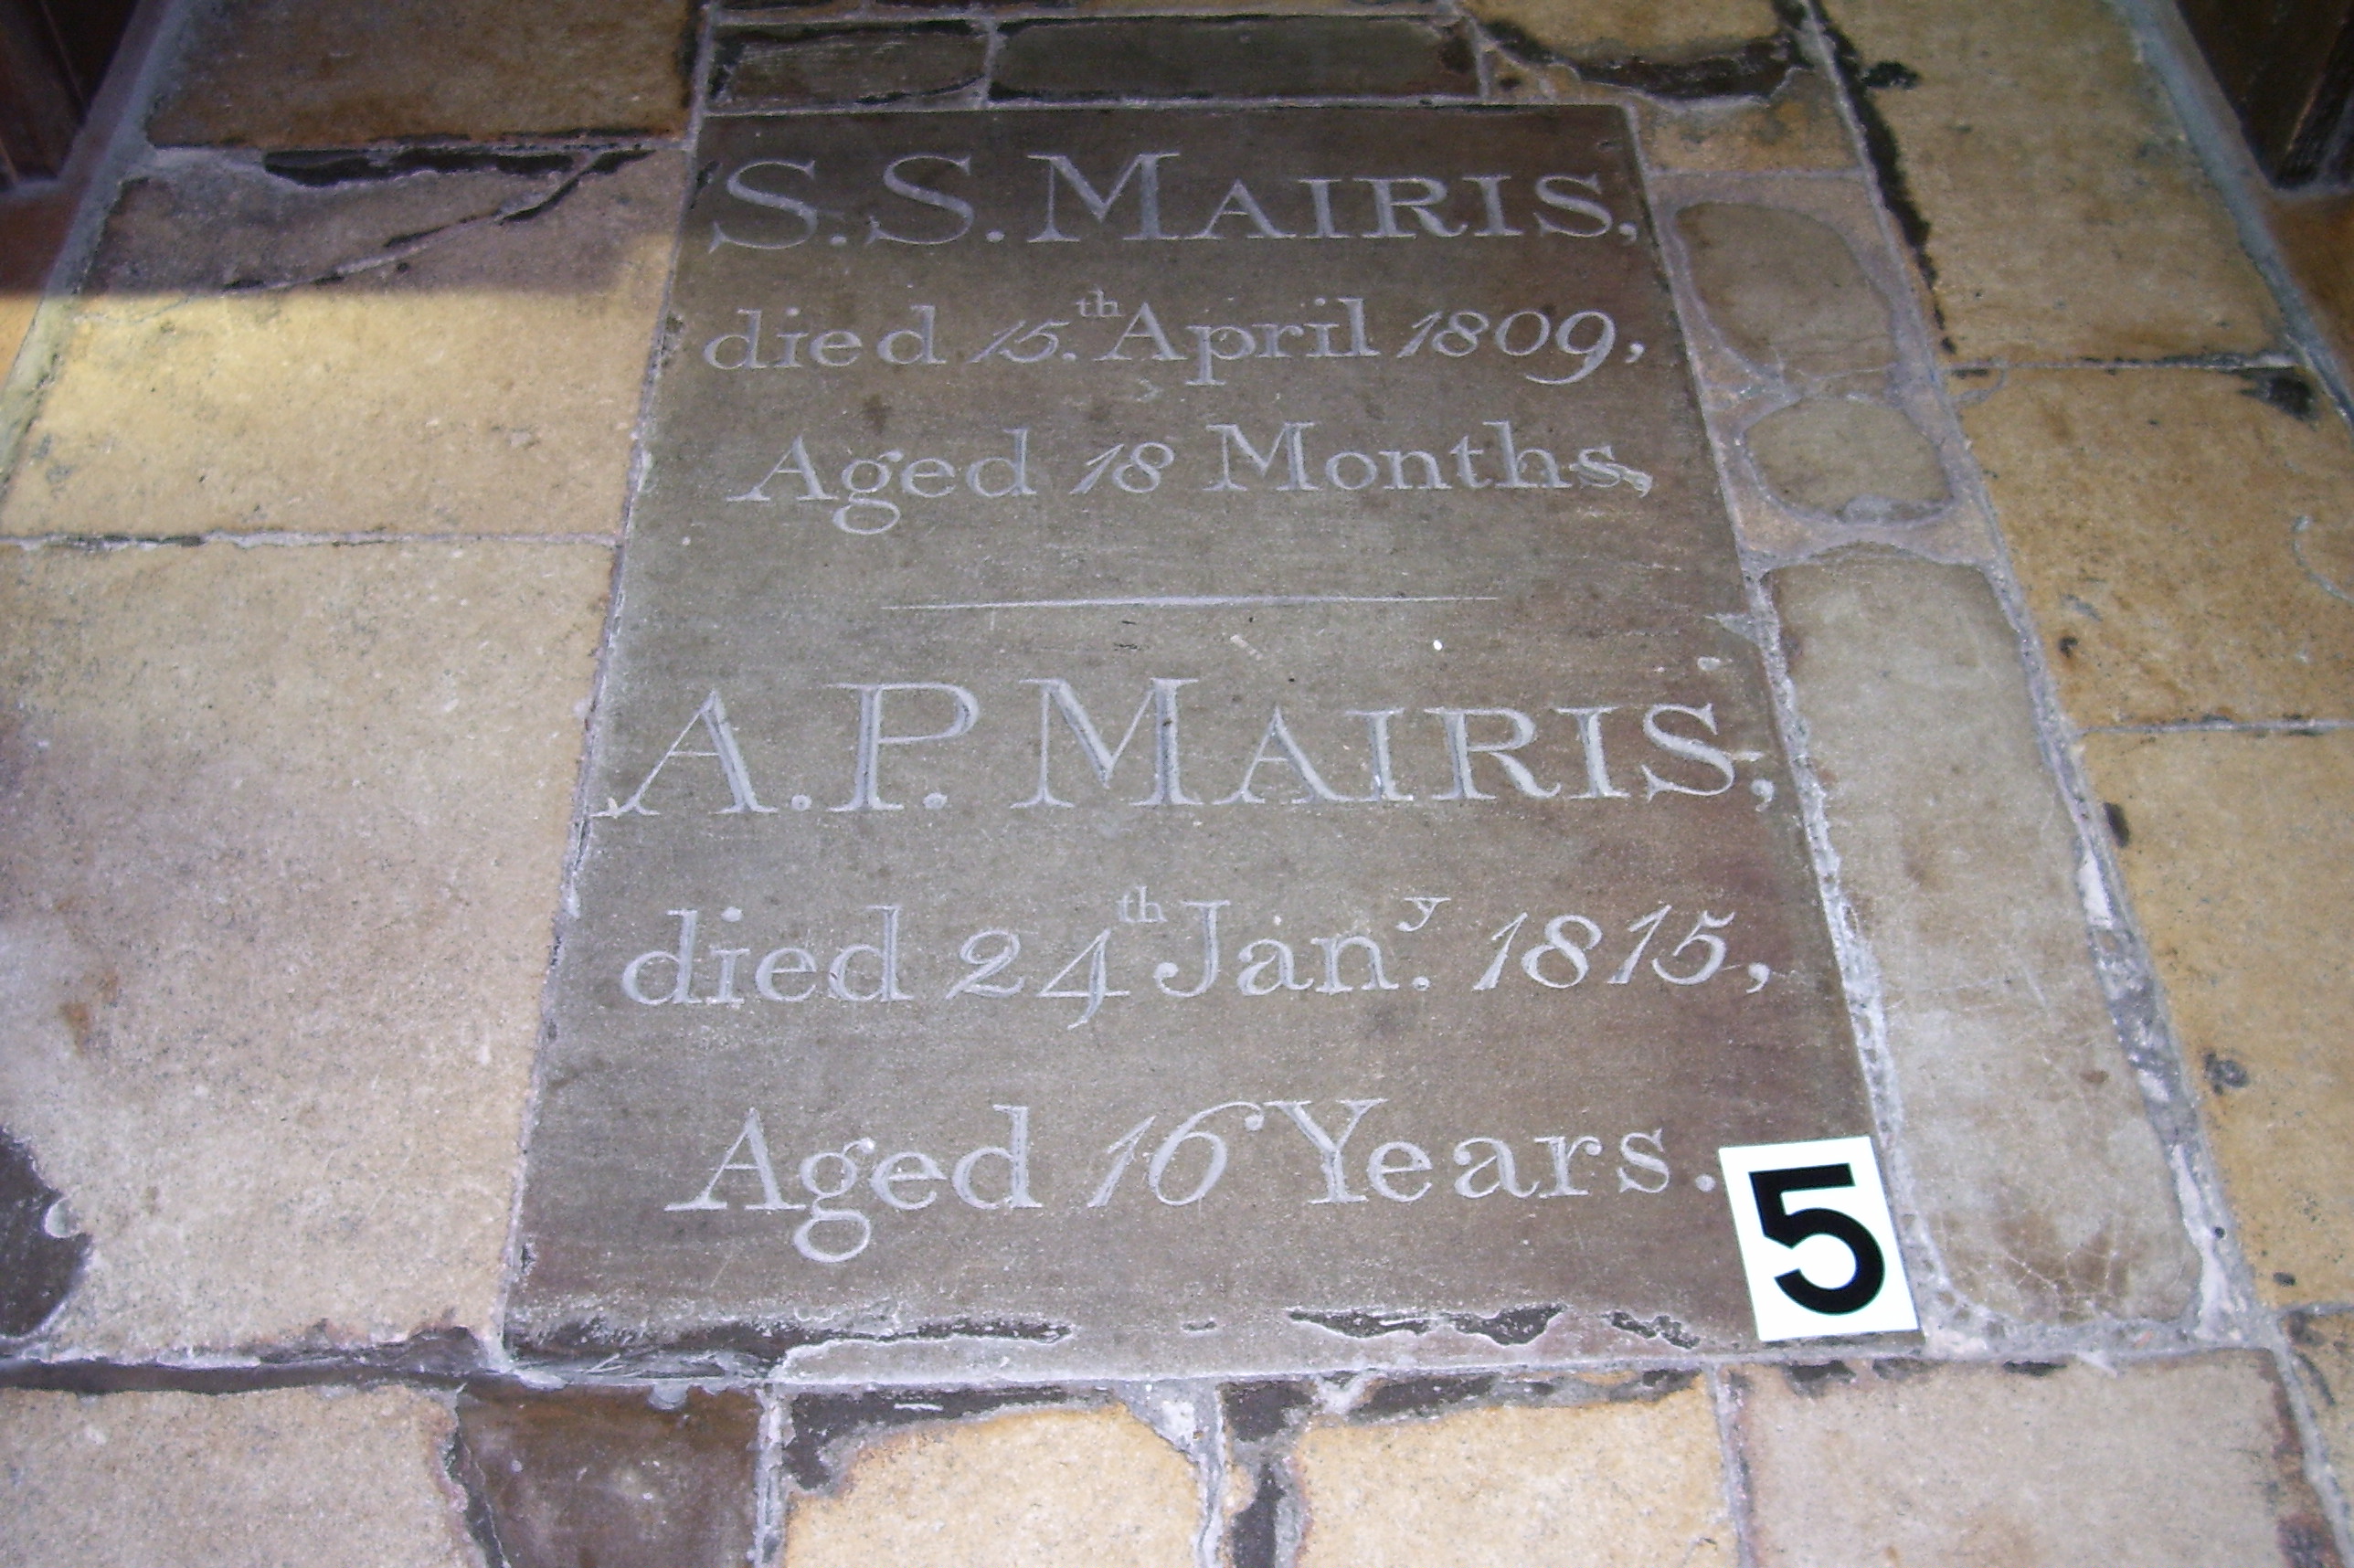 S.S. MAIRIS,
died 15.th April 1809,
Aged 18 Months,
A.P. MAIRIS,
died 24th Jan.y 1815,
Aged 16 Years.
5